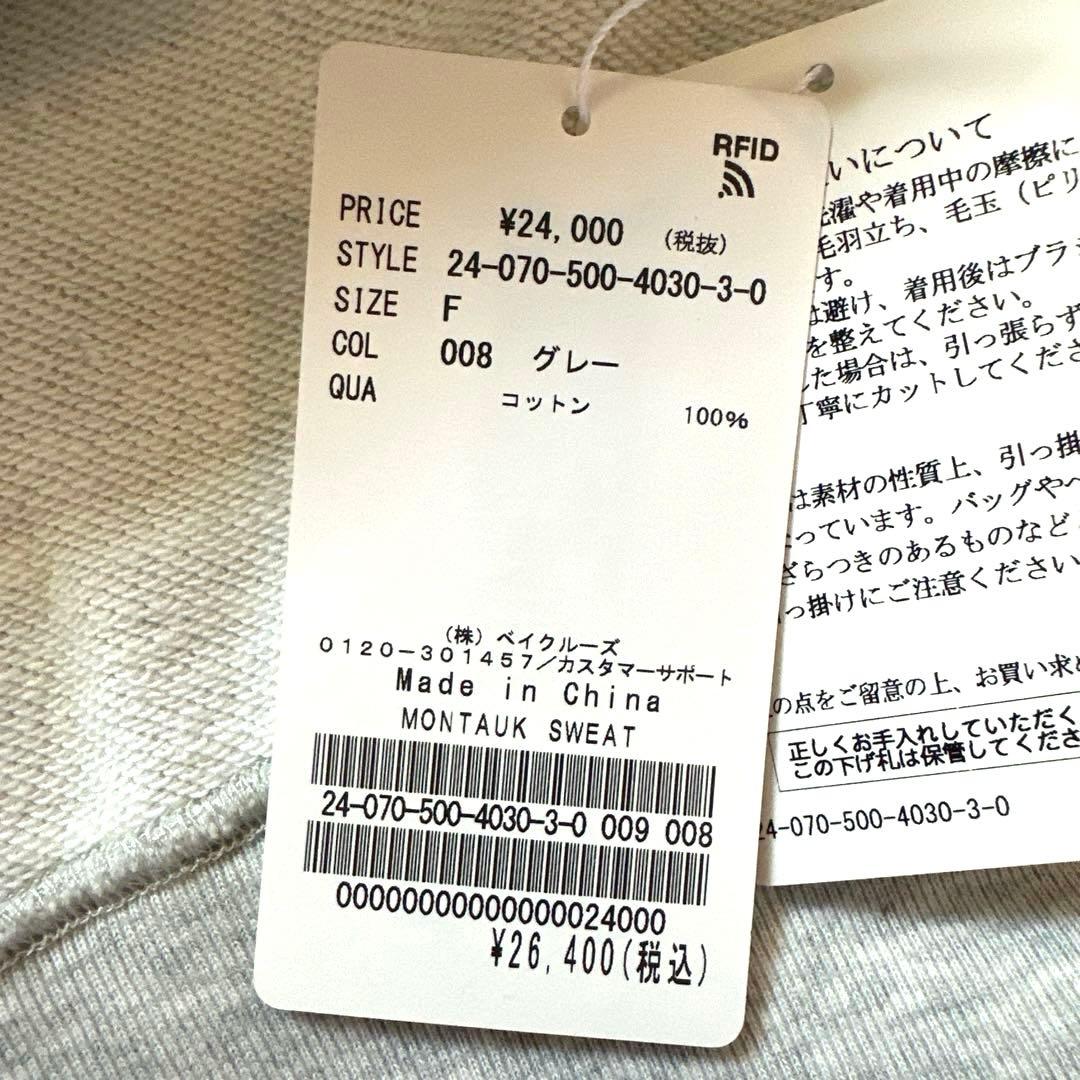 RFID
PRICE ¥24,000 (税抜)
STYLE 24-070-500-4030-3-0
SIZE F
COL 008 グレー
QUA コットン 100%
(株) ベイクルーズ
0120-301457/カスタマーサポート
Made in China
MONTAUK SWEAT
24-070-500-4030-3-0 009 008
0000000000000024000
¥26,400(税込)
いについて
洗濯や着用中の摩擦に
毛羽立ち、毛玉(ピリ
す。
は避け、着用後はブラシ
を整えてください。
した場合は、引っ張らず
丁寧にカットしてくださ
は素材の性質上、引っ掛
なっています。バッグやベ
ざらつきのあるものなど
っ掛けにご注意ください
の点をご留意の上、お買い求め
正しくお手入れしていただく
この下げ札は保管してくださ
24-070-500-4030-3-0